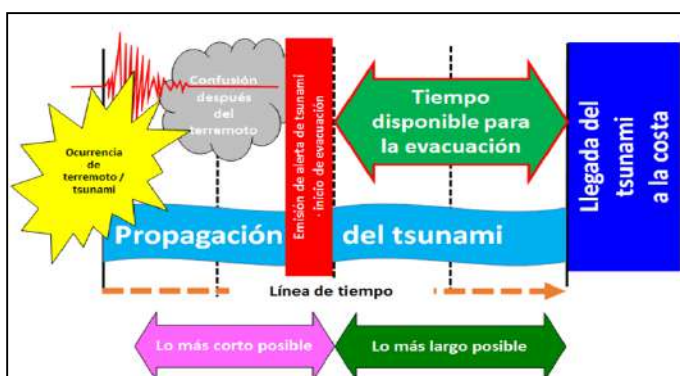 Confusión
después
del
terremoto
Ocurrencia
de
terremoto /
tsunami
Emisión de alerta de tsunami
- inicio de evacuación
Tiempo
disponible para
la evacuación
Llegada del
tsunami
a la costa
Propagación del tsunami
Línea de tiempo
Lo más corto posible
Lo más largo posible